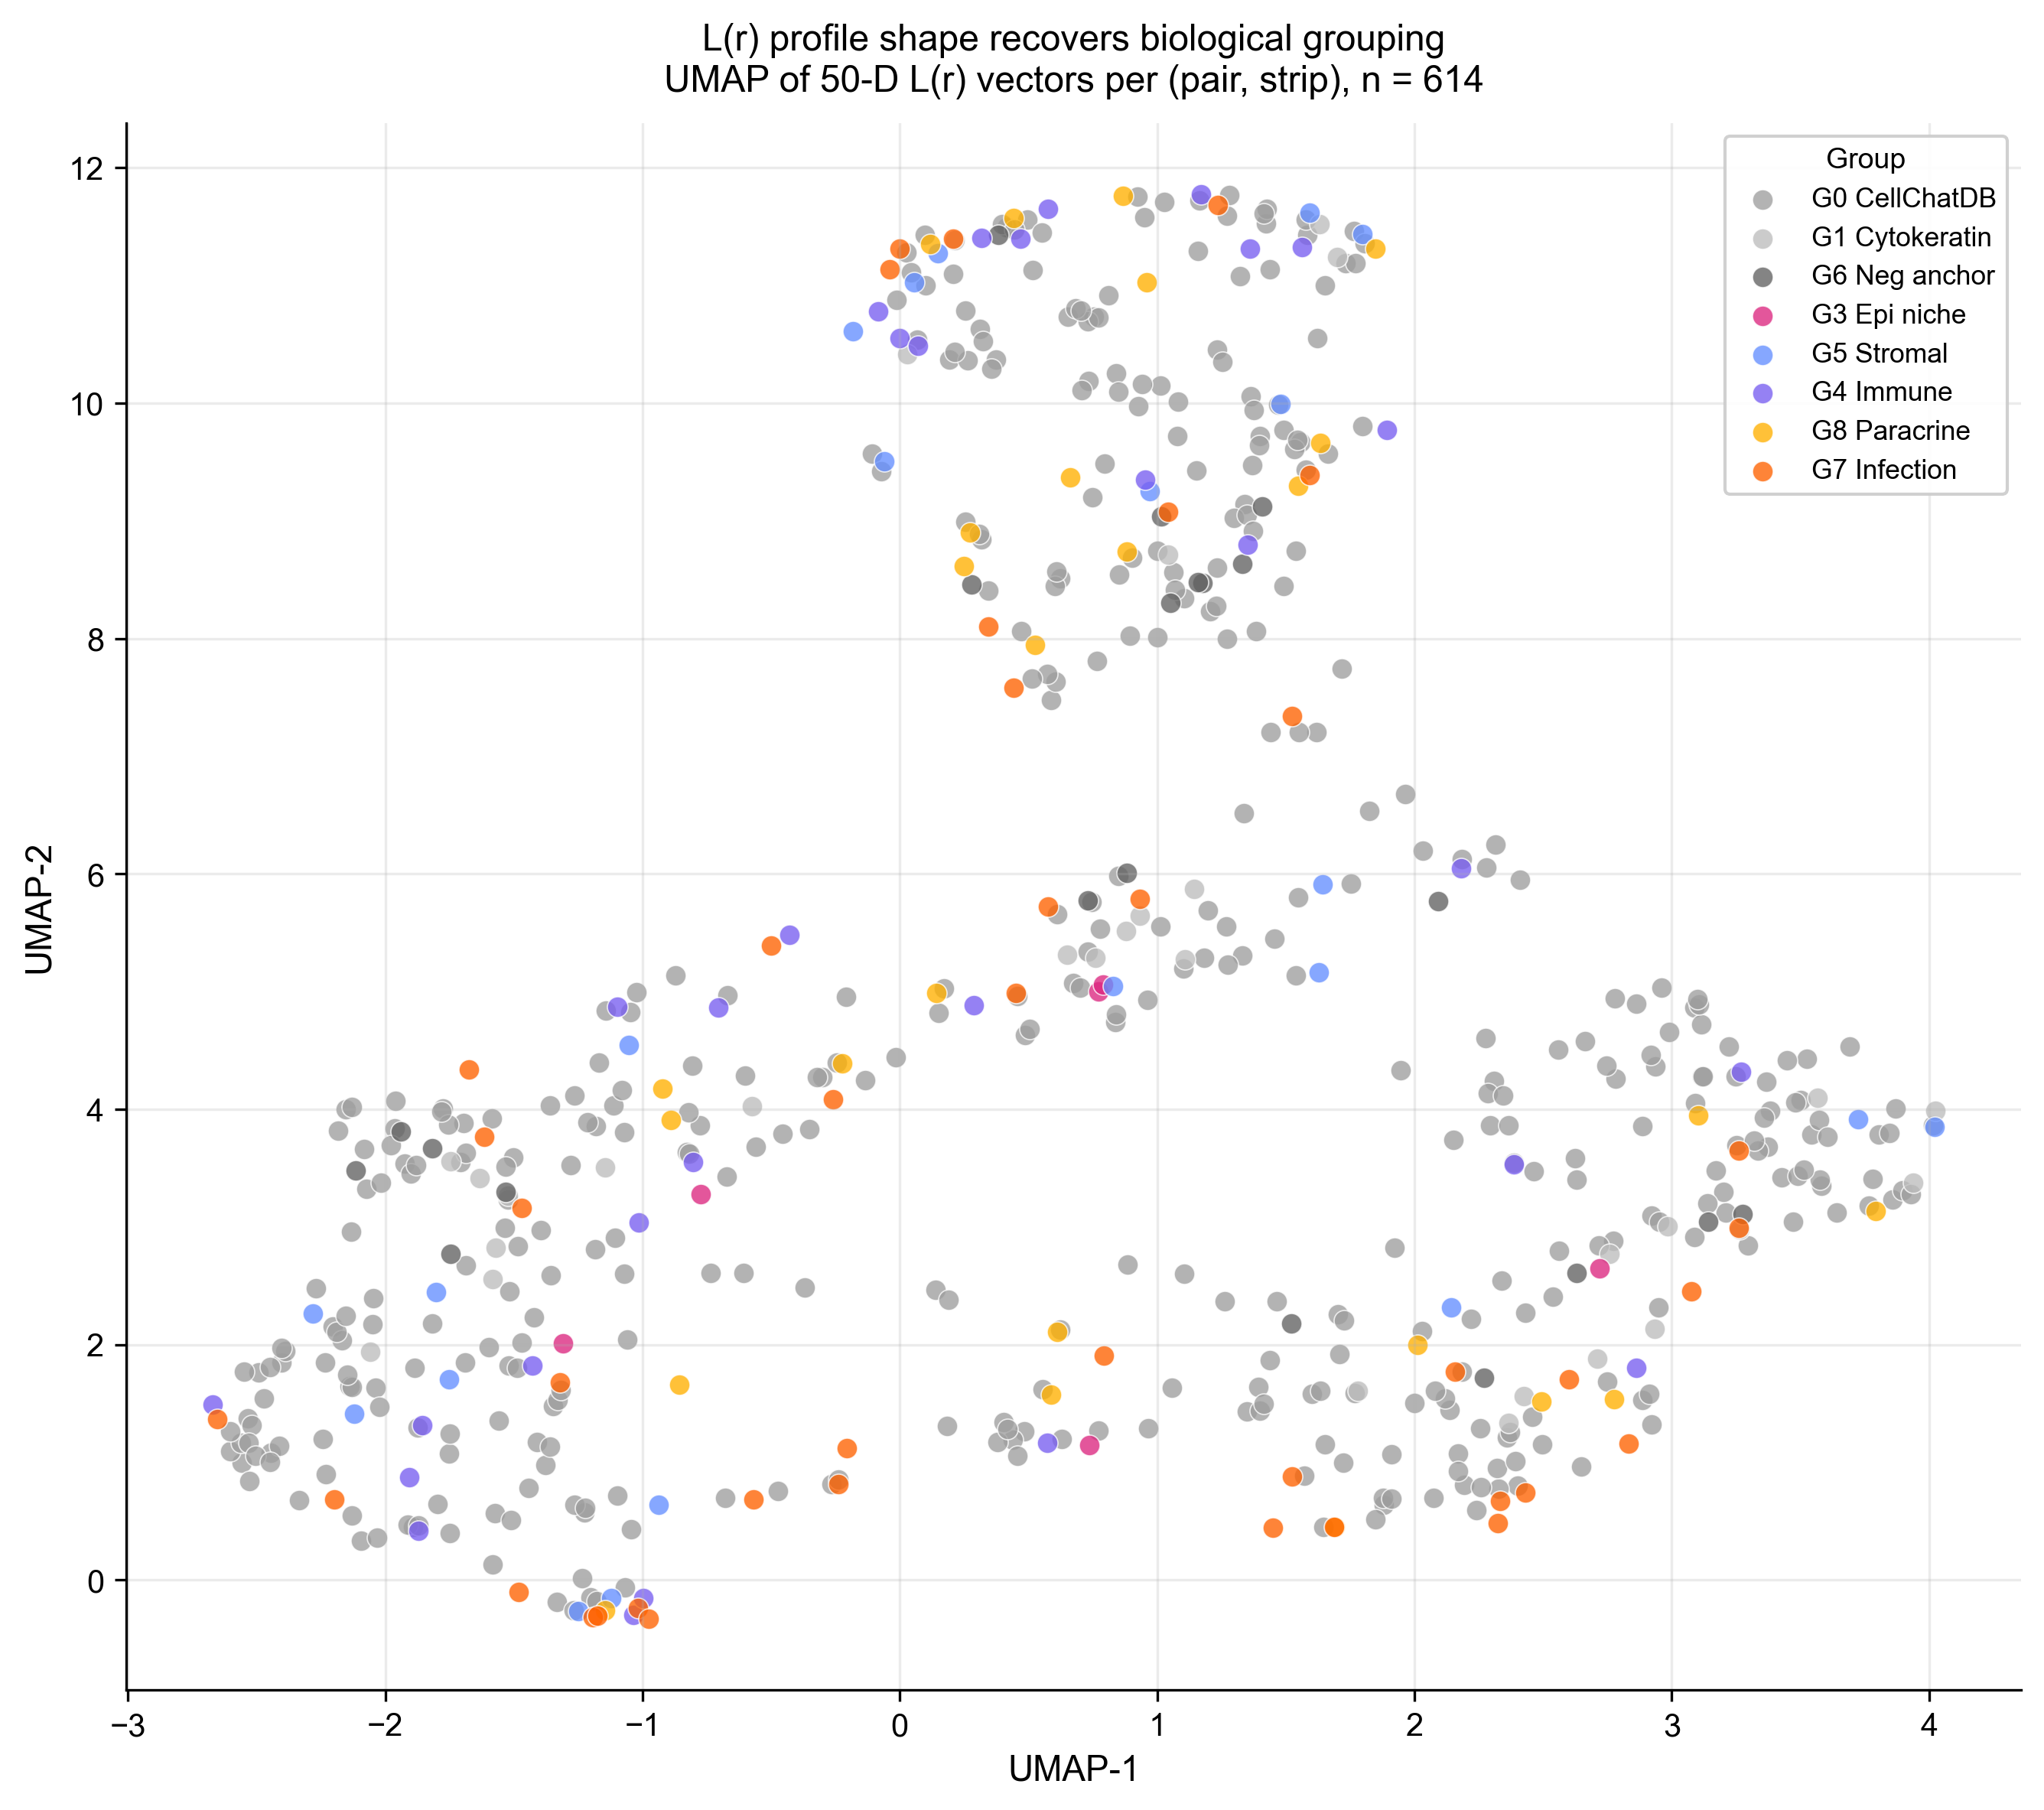 L(r) profile shape recovers biological grouping
UMAP of 50-D L(r) vectors per (pair, strip), n = 614
Group
G0 CellChatDB
G1 Cytokeratin
G6 Neg anchor
G3 Epi niche
G5 Stromal
G4 Immune
G8 Paracrine
G7 Infection
12
10
8
6
4
2
0
UMAP-2
−3 −2 −1 0 1 2 3 4
UMAP-1